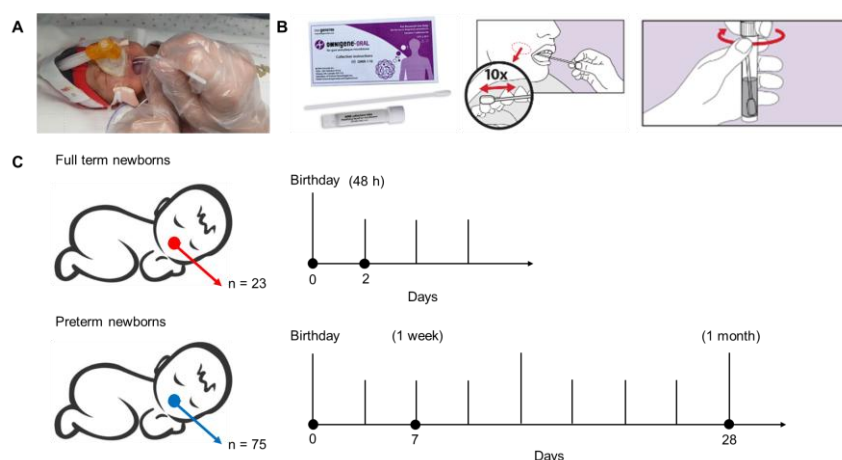 A
B
OMNIgene•ORAL
10x
C
Full term newborns
Birthday (48 h)
n = 23
0
2
Days
Preterm newborns
Birthday
(1 week)
(1 month)
n = 75
0
7
28
Days